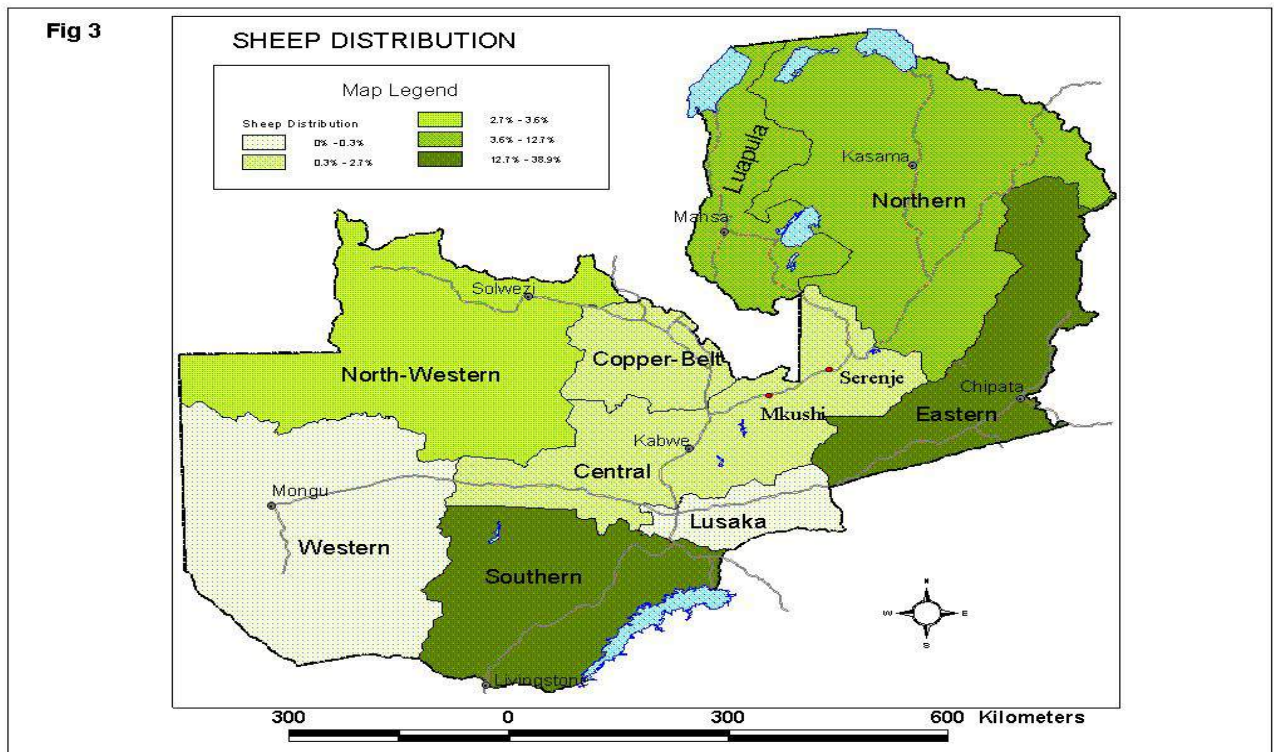 Fig 3
SHEEP DISTRIBUTION
Map Legend
Sheep Distribution
0% - 0.3%
0.3% - 2.7%
2.7% - 3.6%
3.6% - 12.7%
12.7% - 38.9%
Luapula
Kasama
Northern
Mansa
Solwezi
Copper-Belt
North-Western
Serenje
Chipata
Mkushi
Eastern
Kabwe
Central
Mongu
Lusaka
Western
Southern
Livingstone
N
W
E
S
300
0
300
600 Kilometers